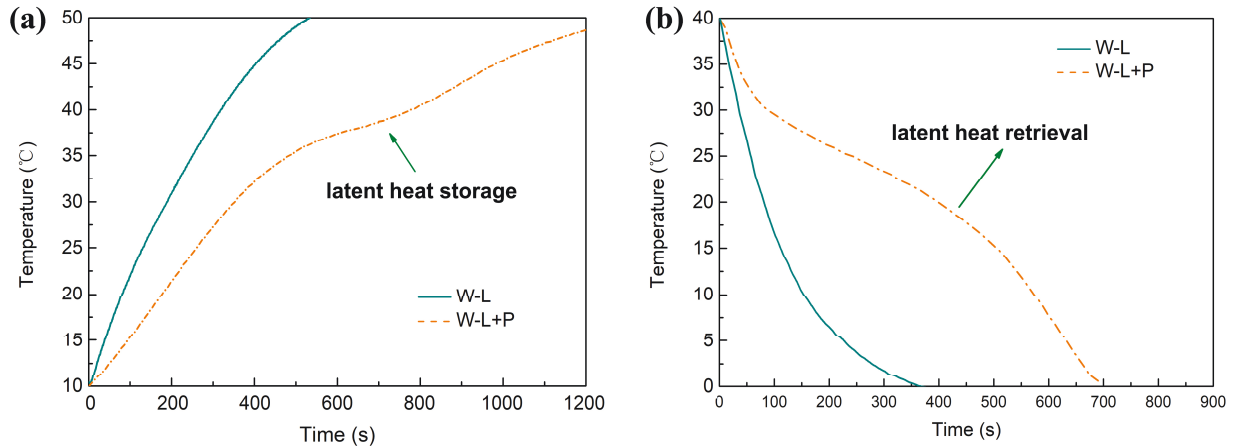 (a)
50
45
40
35
30
25
20
15
10
Temperature (℃)
latent heat storage
W-L
W-L+P
0 200 400 600 800 1000 1200
Time (s)
(b)
40
35
30
25
20
15
10
5
0
Temperature (℃)
W-L
W-L+P
latent heat retrieval
0 100 200 300 400 500 600 700 800 900
Time (s)